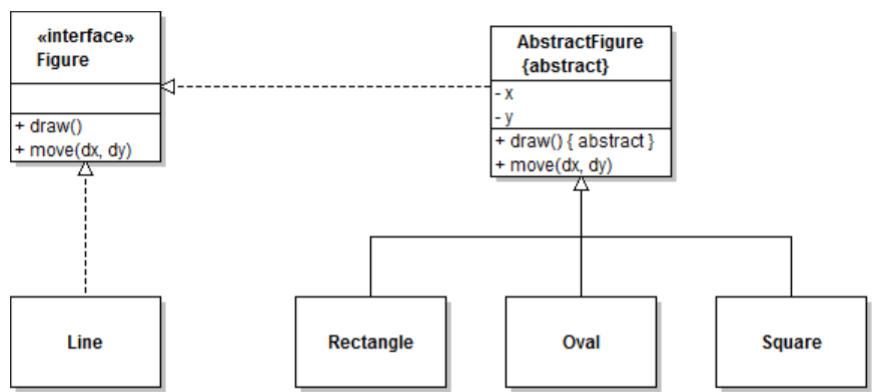 «interface»
Figure
+ draw()
+ move(dx, dy)
AbstractFigure
{abstract}
- x
- y
+ draw() { abstract }
+ move(dx, dy)
Line
Rectangle
Oval
Square